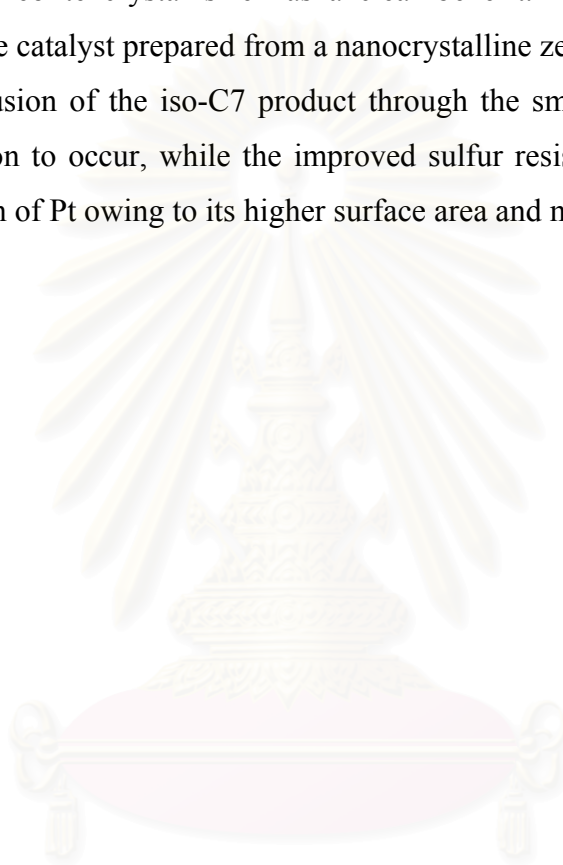 e catalyst prepared from a nanocrystalline ze
usion of the iso-C7 product through the sm
on to occur, while the improved sulfur resis
n of Pt owing to its higher surface area and n